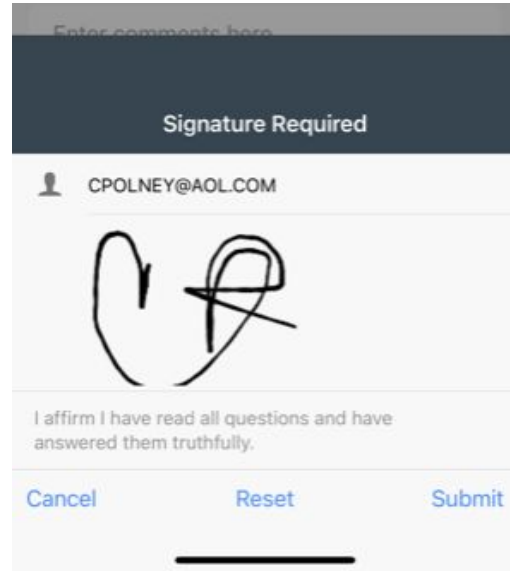 Enter comments here
Signature Required
CPOLNEY@AOL.COM
CR
I affirm I have read all questions and have
answered them truthfully.
Cancel Reset Submit